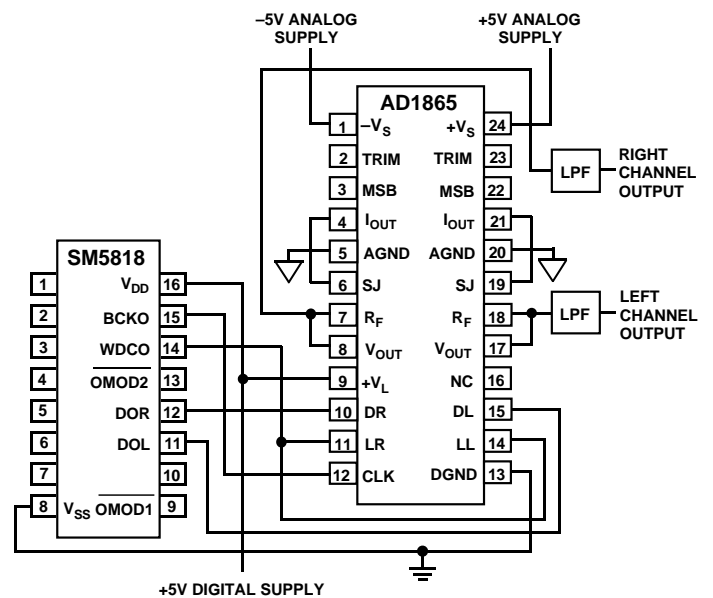 –5V ANALOG
SUPPLY
+5V ANALOG
SUPPLY
AD1865
1 –VS +VS 24
2 TRIM TRIM 23
3 MSB MSB 22
4 IOUT IOUT 21
5 AGND AGND 20
6 SJ SJ 19
7 RF RF 18
8 VOUT VOUT 17
9 +VL NC 16
10 DR DL 15
11 LR LL 14
12 CLK DGND 13
LPF
RIGHT
CHANNEL
OUTPUT
LPF
LEFT
CHANNEL
OUTPUT
SM5818
1 VDD 16
2 BCKO 15
3 WDCO 14
4 OMOD2 13
5 DOR 12
6 DOL 11
7 10
8 VSS OMOD1 9
+5V DIGITAL SUPPLY